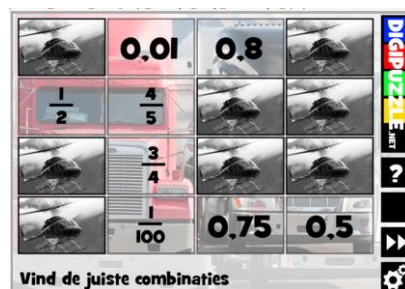 0,01 0,8
1/2 4/5
3/4
1/100 0,75 0,5
Vind de juiste combinaties
DIGIPUZZLE.NET
?